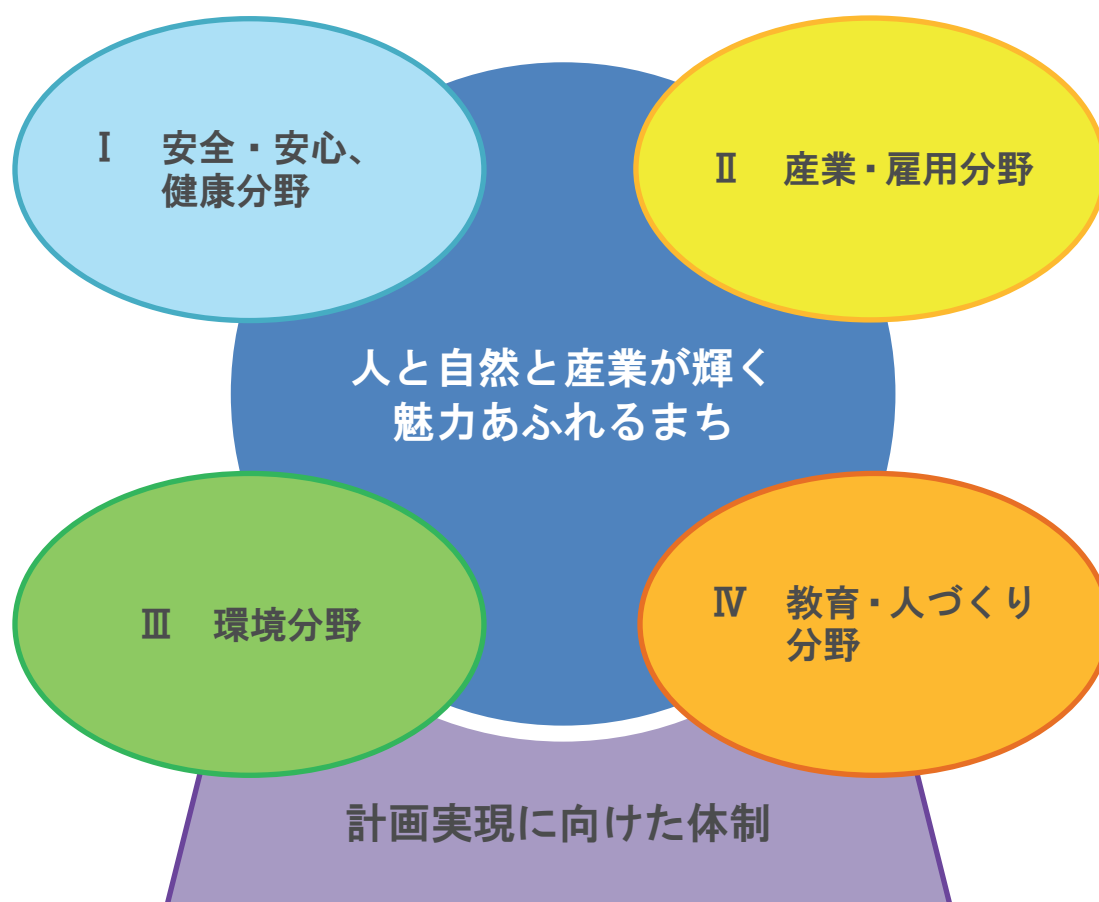 Ⅰ 安全・安心、
健康分野
Ⅱ 産業・雇用分野
人と自然と産業が輝く
魅力あふれるまち
Ⅲ 環境分野
Ⅳ 教育・人づくり
分野
計画実現に向けた体制